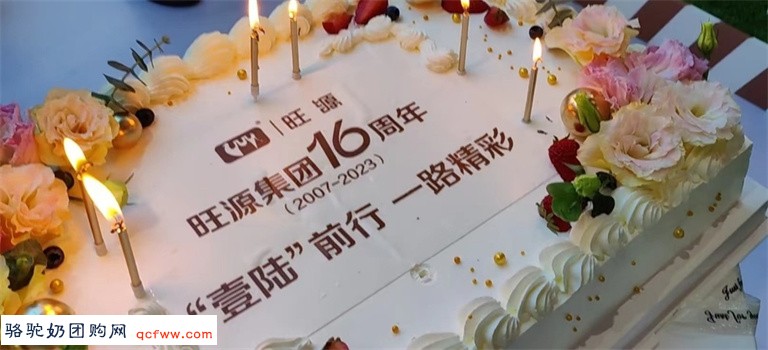 旺源
旺源集团16周年
(2007-2023)
“壹陆”前行 一路精彩
骆驼奶团购网 qcfww.com